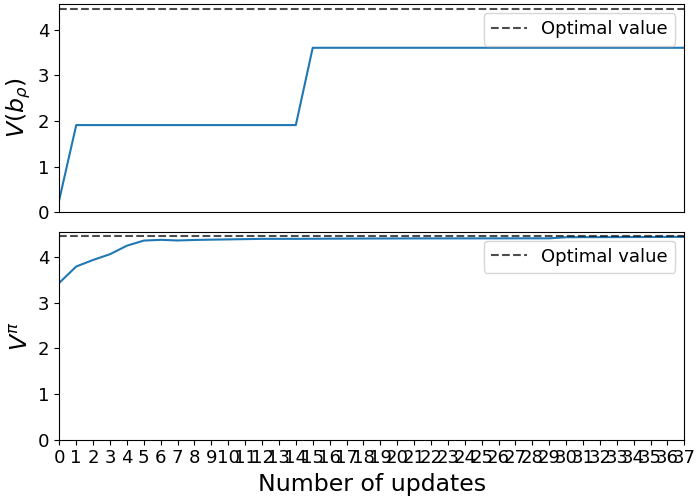 4
3
2
1
0
V(b_ρ)
Optimal value
4
3
2
1
0
V^π
Optimal value
0 1 2 3 4 5 6 7 8 9 10 11 12 13 14 15 16 17 18 19 20 21 22 23 24 25 26 27 28 29 30 31 32 33 34 35 36 37
Number of updates